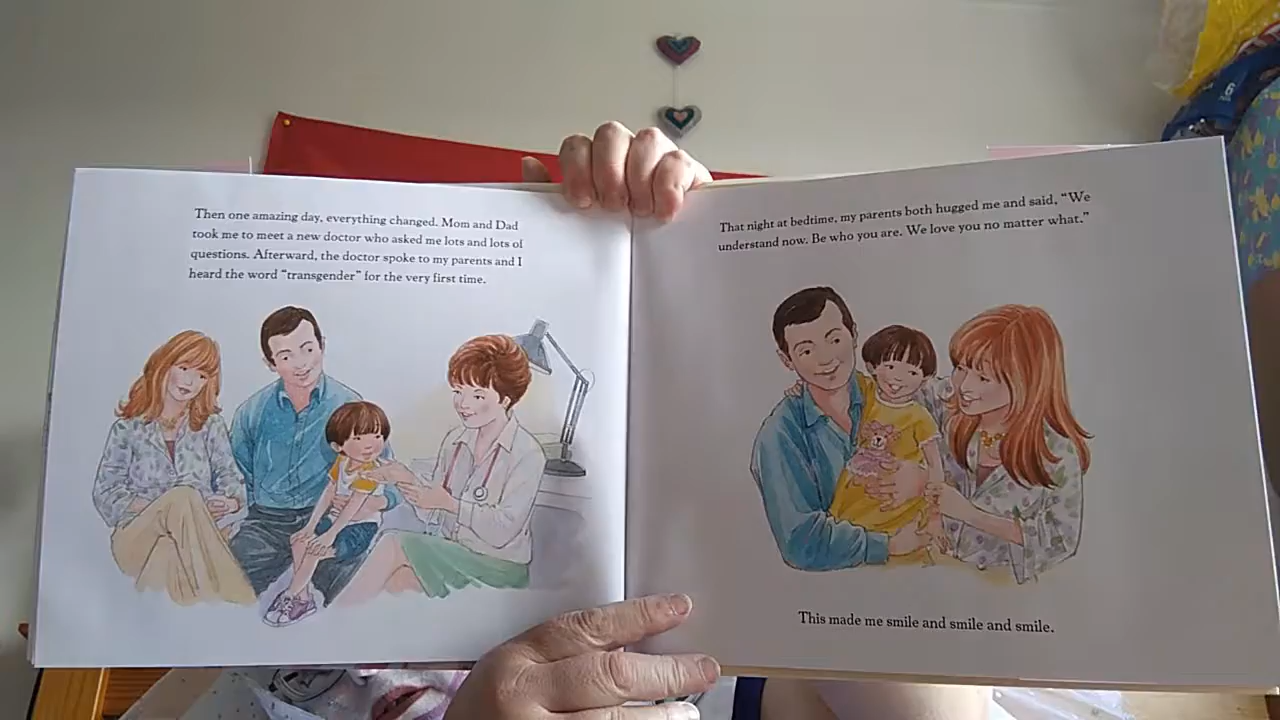 Then one amazing day, everything changed. Mom and Dad
took me to meet a new doctor who asked me lots and lots of
questions. Afterward, the doctor spoke to my parents and I
heard the word “transgender” for the very first time.
That night at bedtime, my parents both hugged me and said, “We
understand now. Be who you are. We love you no matter what.”
This made me smile and smile and smile.